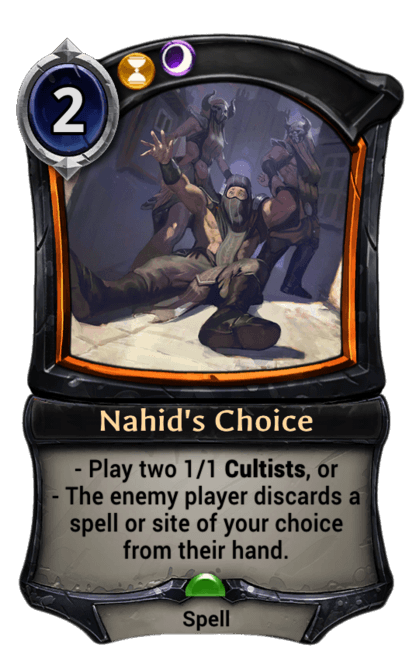 2
Nahid's Choice
- Play two 1/1 Cultists, or
- The enemy player discards a
spell or site of your choice
from their hand.
Spell